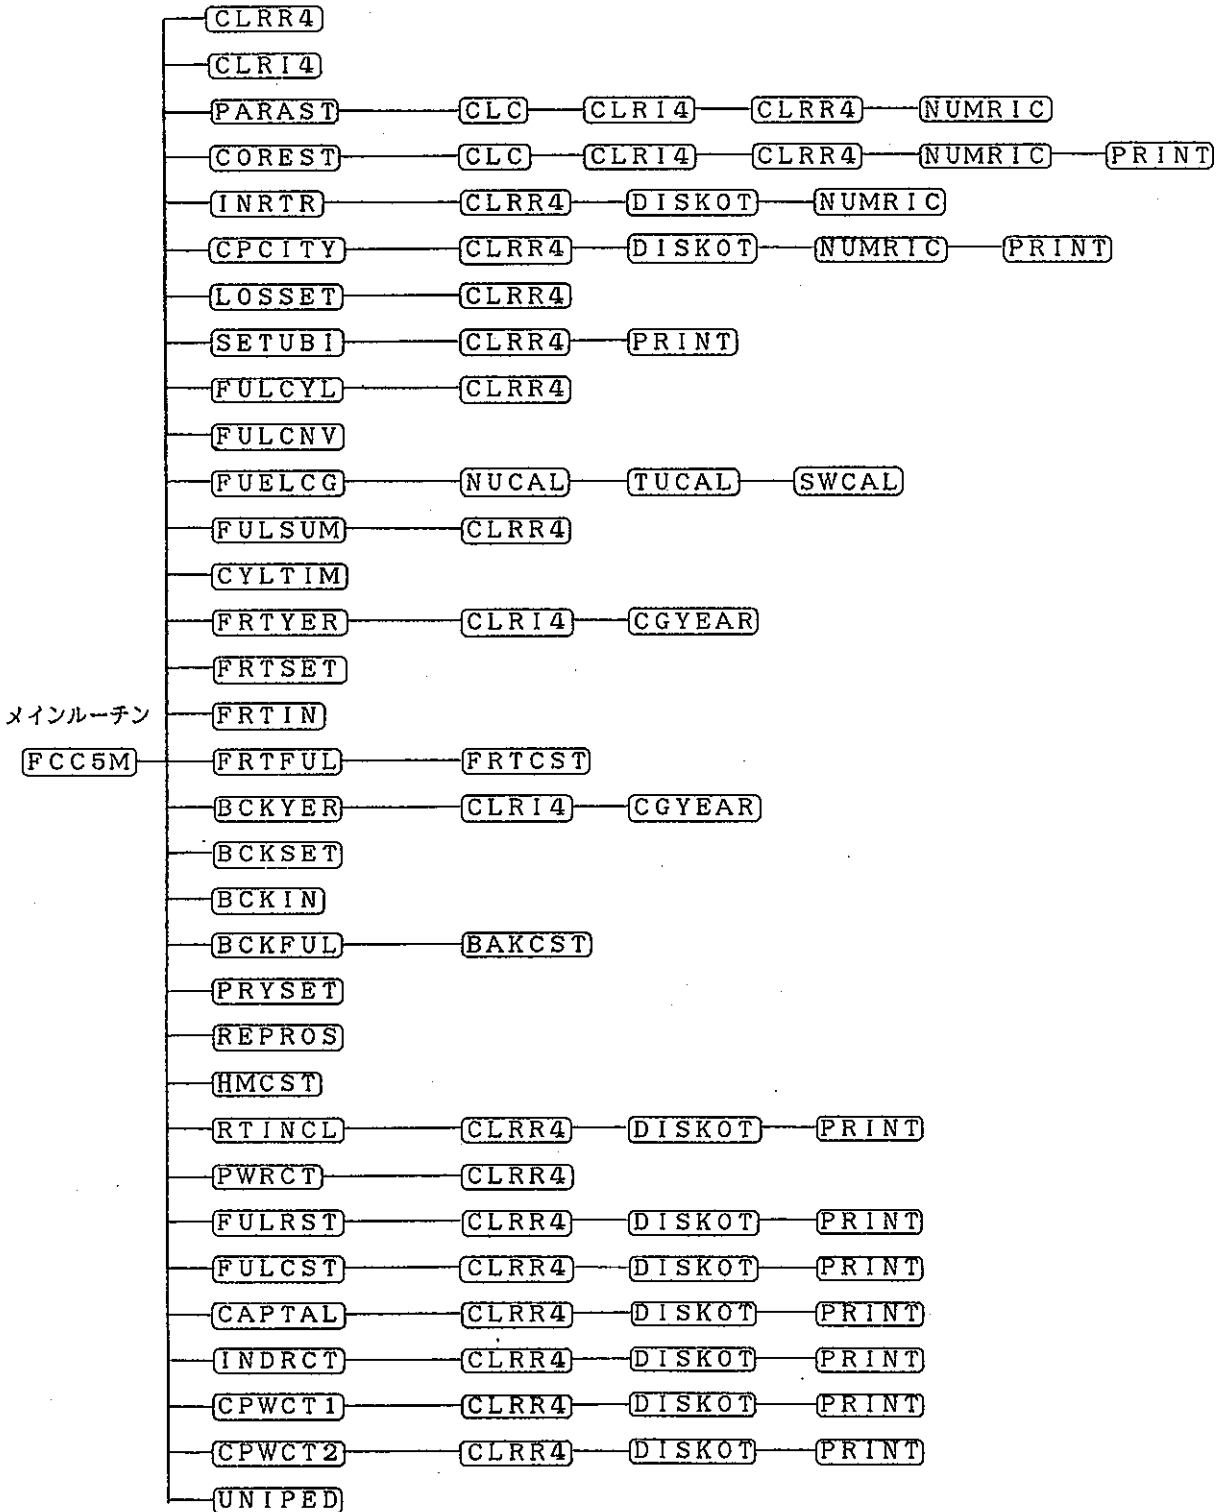 CLRR4
CLRI4
PARAST CLC CLRI4 CLRR4 NUMRIC
COREST CLC CLRI4 CLRR4 NUMRIC PRINT
INRTR CLRR4 DISKOT NUMRIC
CPCITY CLRR4 DISKOT NUMRIC PRINT
LOSSET CLRR4
SETUBI CLRR4 PRINT
FULCYL CLRR4
FULCNV
FUELCG NUCAL TUCAL SWCAL
FULSUM CLRR4
CYLTIM
FRTYER CLRI4 CGYEAR
FRTSET
メインルーチン FRTIN
FCC5M FRTFUL FRTCST
BCKYER CLRI4 CGYEAR
BCKSET
BCKIN
BCKFUL BAKCST
PRYSET
REPROS
HMCST
RTINCL CLRR4 DISKOT PRINT
PWRCT CLRR4
FULRST CLRR4 DISKOT PRINT
FULCST CLRR4 DISKOT PRINT
CAPTAL CLRR4 DISKOT PRINT
INDRCT CLRR4 DISKOT PRINT
CPWCT1 CLRR4 DISKOT PRINT
CPWCT2 CLRR4 DISKOT PRINT
UNIPED